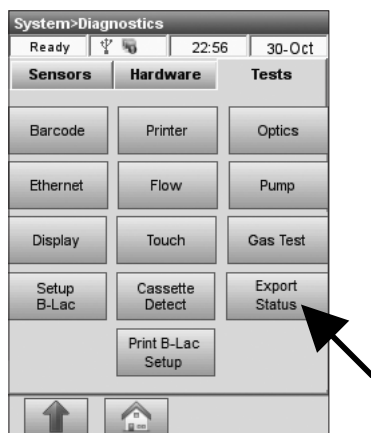 System>Diagnostics
Ready 22:56 30-Oct
Sensors Hardware Tests
Barcode Printer Optics
Ethernet Flow Pump
Display Touch Gas Test
Setup B-Lac
Cassette Detect
Export Status
Print B-Lac
Setup